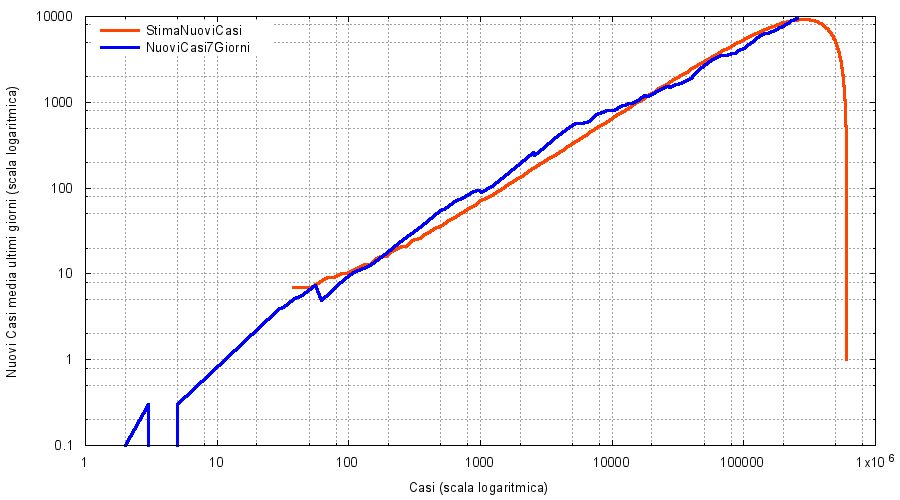 10000
StimaNuoviCasi
NuoviCasi7Giorni
1000
100
10
1
0.1
Nuovi Casi media ultimi giorni (scala logaritmica)
1 10 100 1000 10000 100000 1x10 6
Casi (scala logaritmica)